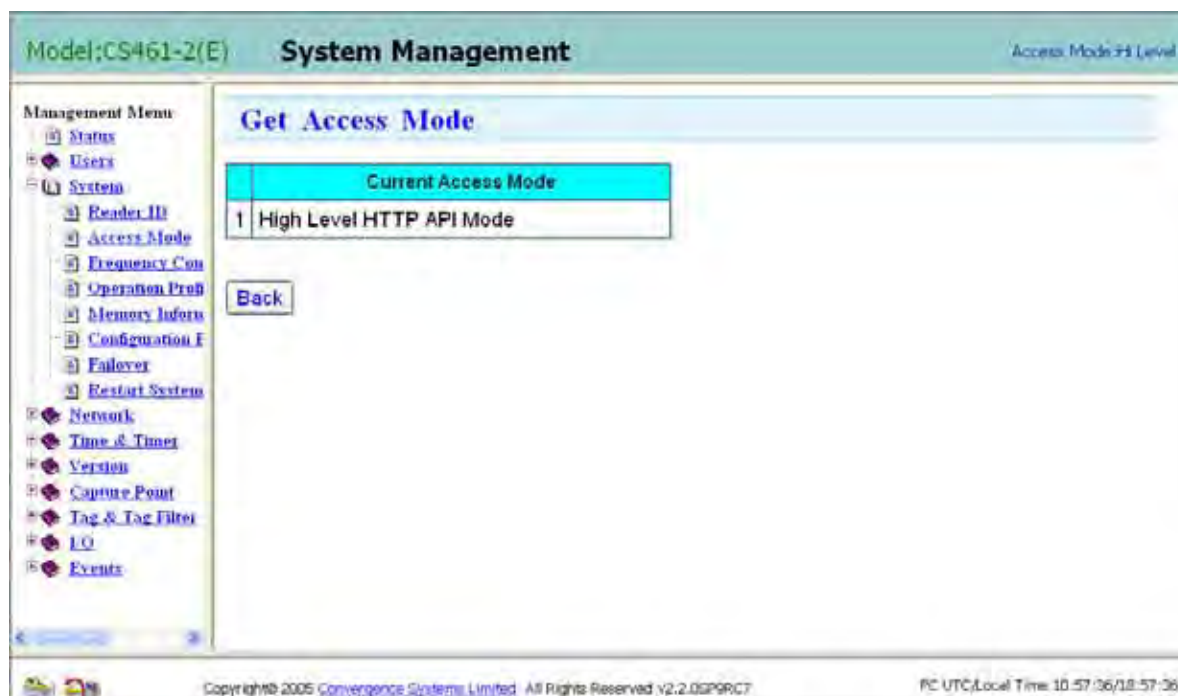 Model:CS461-2(E)
System Management
Access Mode:Hi Level
Management Menu
Status
Users
System
Reader ID
Access Mode
Frequency Con
Operation Profi
Memory Inform
Configuration F
Failover
Restart System
Network
Time & Timer
Version
Capture Point
Tag & Tag Filter
I/O
Events
Get Access Mode
Current Access Mode
1 High Level HTTP API Mode
Back
Copyright© 2005 Convergence Systems Limited. All Rights Reserved v2.2.0GP9RC7
PC UTC/Local Time 10:57:36/18:57:36